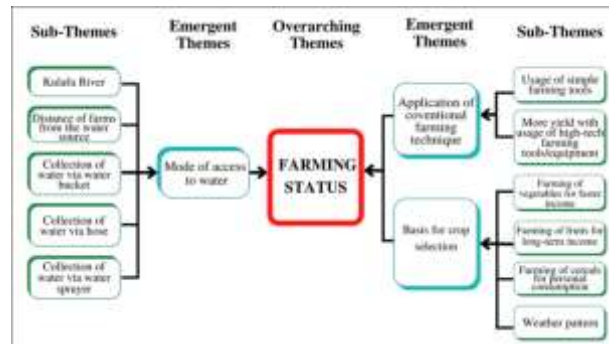 Sub-Themes
Emergent
Themes
Overarching
Themes
Emergent
Themes
Sub-Themes
River
Distance of farms
from the water
source
Collection of
water via water
bucket
Collection of
water via hose
Collection of
water via water
sprayer
Mode of access
to water
FARMING
STATUS
Application of
coventional
farming
technique
Basis for crop
selection
Usage of simple
farming tools
More yield with
usage of high-tech
farming
tools/equipment
Farming of
vegetables for faster
income
Farming of fruits for
long-term income
Farming of cereals
for personal
consumption
Weather pattern